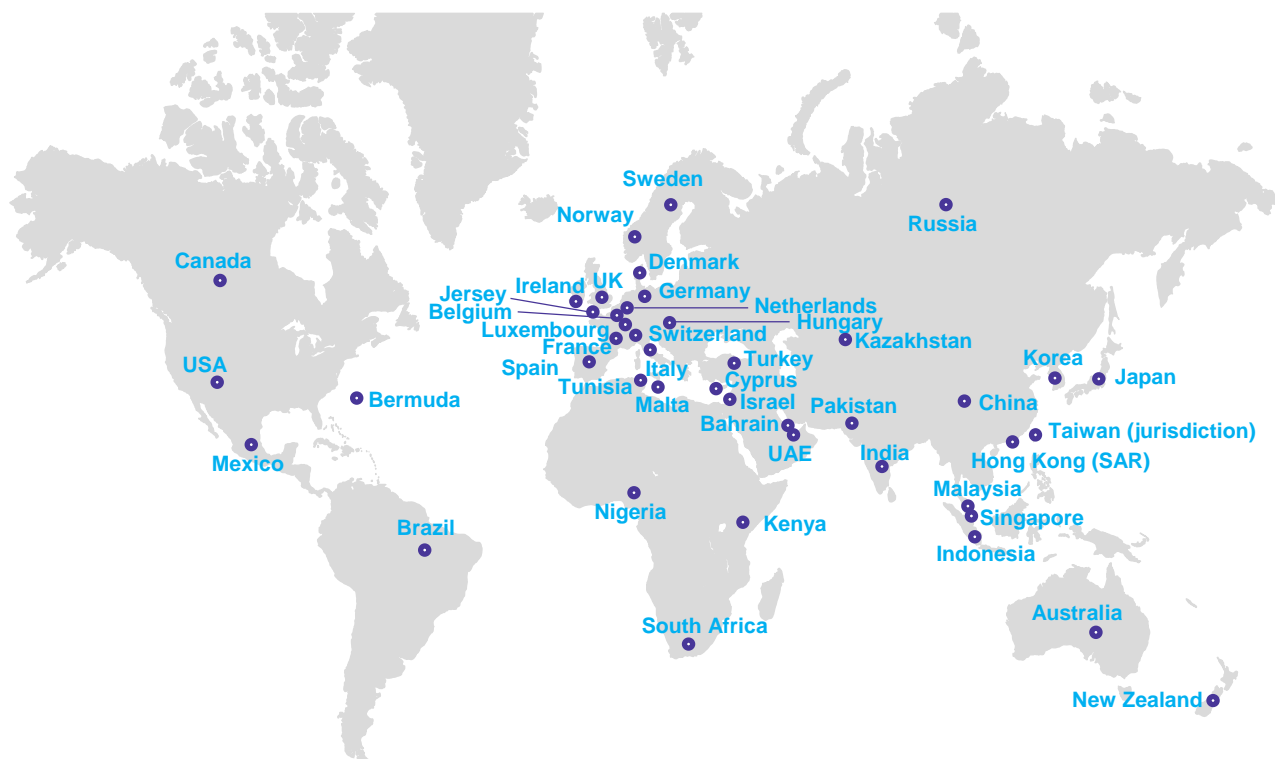 Sweden
Norway
Russia
Canada
Denmark
Ireland
UK
Germany
Jersey
Netherlands
Belgium
Hungary
Luxembourg
Switzerland
France
Kazakhstan
USA
Spain
Italy
Turkey
Korea
Japan
Tunisia
Cyprus
Malta
Israel
Bermuda
Pakistan
China
Bahrain
Taiwan (jurisdiction)
UAE
India
Hong Kong (SAR)
Mexico
Malaysia
Nigeria
Kenya
Singapore
Brazil
Indonesia
Australia
South Africa
New Zealand